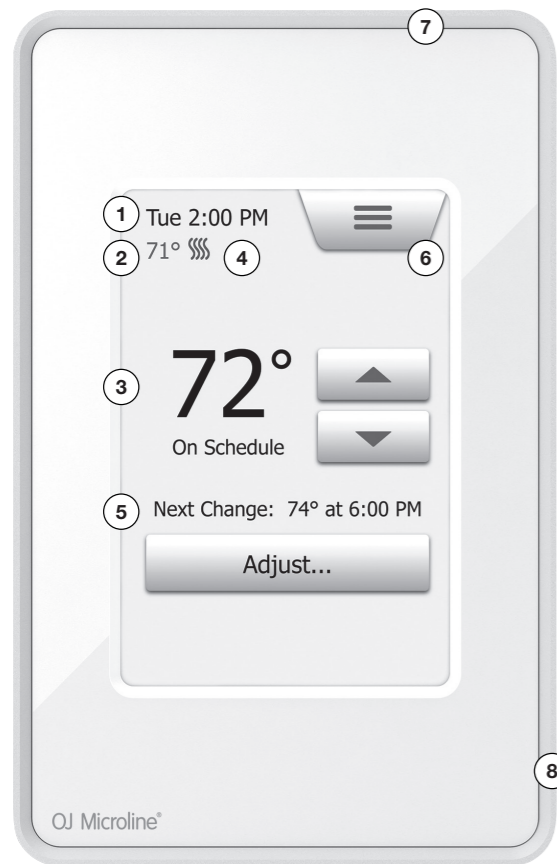 7
1 Tue 2:00 PM
2 71° 4 6
3 72°
On Schedule
5 Next Change: 74° at 6:00 PM
Adjust...
8
OJ Microline®